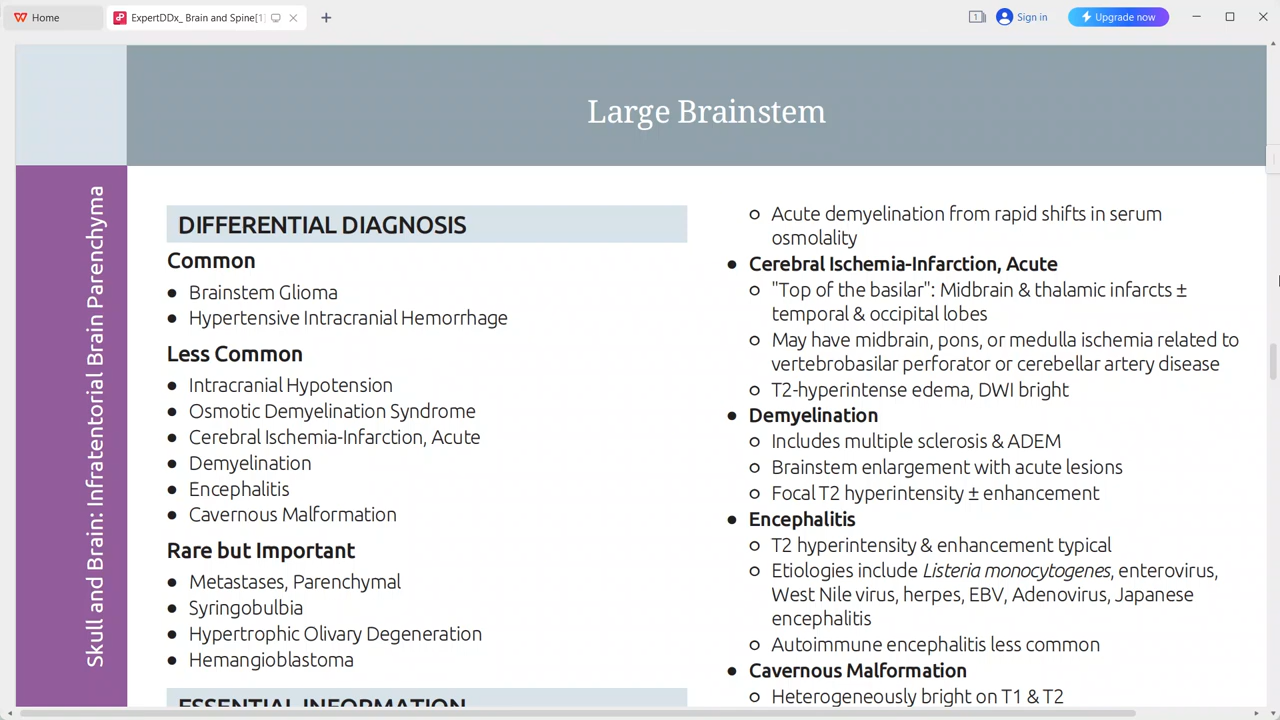 Home
ExpertDDx_ Brain and Spine[1]
1
Sign in
Upgrade now
Large Brainstem
Skull and Brain: Infratentorial Brain Parenchyma
DIFFERENTIAL DIAGNOSIS
Common
● Brainstem Glioma
● Hypertensive Intracranial Hemorrhage
Less Common
● Intracranial Hypotension
● Osmotic Demyelination Syndrome
● Cerebral Ischemia-Infarction, Acute
● Demyelination
● Encephalitis
● Cavernous Malformation
Rare but Important
● Metastases, Parenchymal
● Syringobulbia
● Hypertrophic Olivary Degeneration
● Hemangioblastoma
ESSENTIAL INFORMATION
○ Acute demyelination from rapid shifts in serum
osmolality
● Cerebral Ischemia-Infarction, Acute
○ "Top of the basilar": Midbrain & thalamic infarcts ±
temporal & occipital lobes
○ May have midbrain, pons, or medulla ischemia related to
vertebrobasilar perforator or cerebellar artery disease
○ T2-hyperintense edema, DWI bright
● Demyelination
○ Includes multiple sclerosis & ADEM
○ Brainstem enlargement with acute lesions
○ Focal T2 hyperintensity ± enhancement
● Encephalitis
○ T2 hyperintensity & enhancement typical
○ Etiologies include Listeria monocytogenes, enterovirus,
West Nile virus, herpes, EBV, Adenovirus, Japanese
encephalitis
○ Autoimmune encephalitis less common
● Cavernous Malformation
○ Heterogeneously bright on T1 & T2